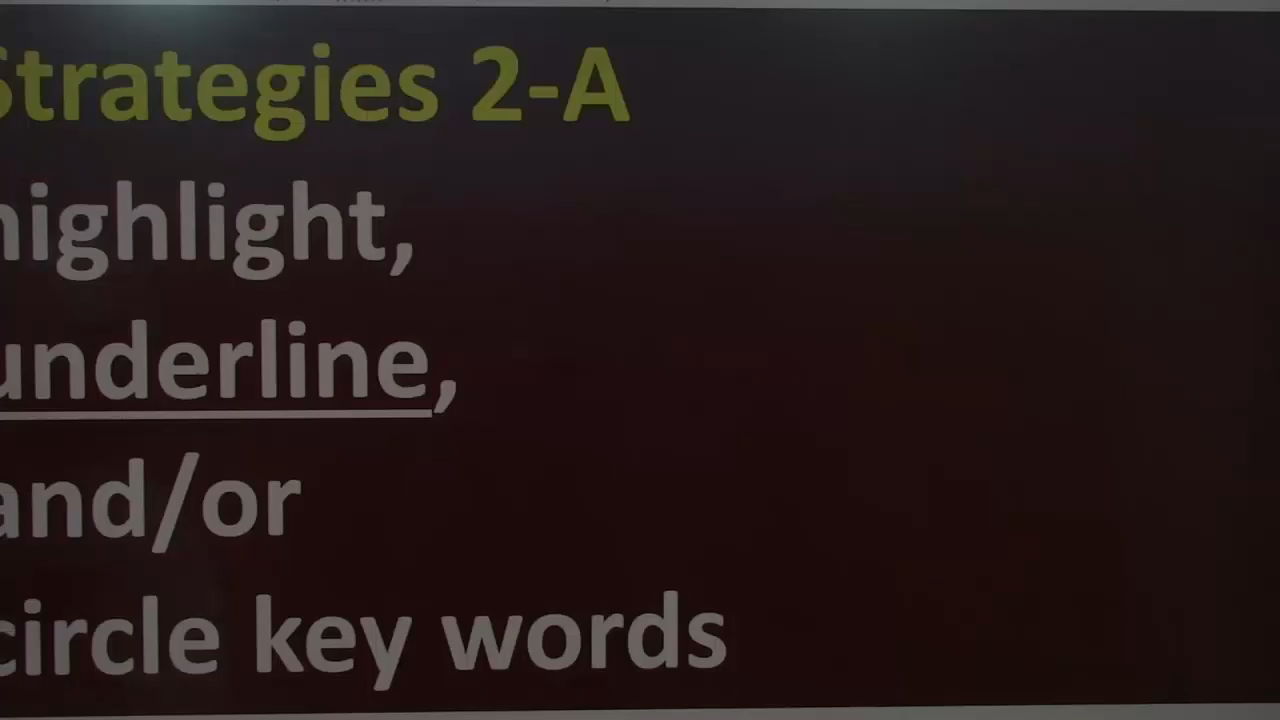 Strategies 2-A
highlight,
underline,
and/or
circle key words